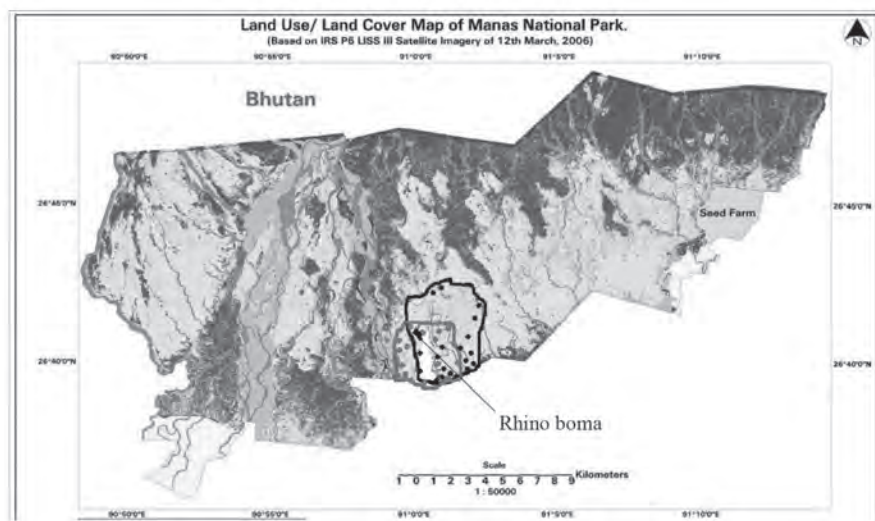 Land Use/ Land Cover Map of Manas National Park.
(Based on IRS P6 LISS III Satellite Imagery of 12th March, 2006)
N
90°50'0"E 90°55'0"E 91°0'0"E 91°5'0"E 91°10'0"E
Bhutan
26°45'0"N 26°45'0"N
Seed Farm
26°40'0"N 26°40'0"N
Rhino boma
Scale
1 0 1 2 3 4 5 6 7 8 9 Kilometers
1 : 50000
90°50'0"E 90°55'0"E 91°0'0"E 91°5'0"E 91°10'0"E